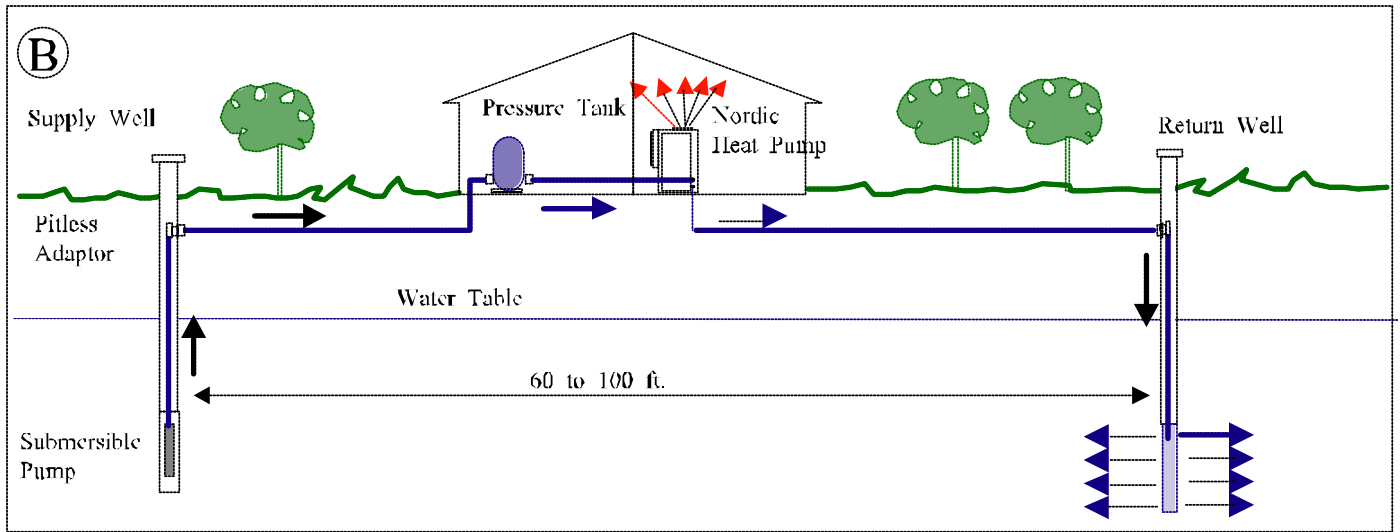 B
Supply Well
Pressure Tank
Nordic
Heat Pump
Return Well
Pitless
Adaptor
Water Table
60 to 100 ft.
Submersible
Pump